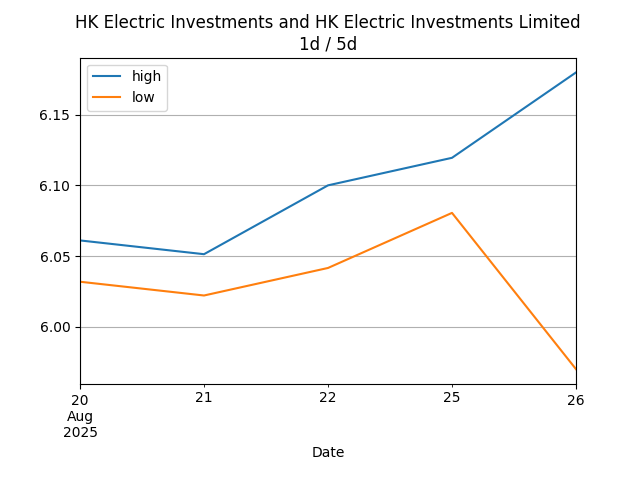 HK Electric Investments and HK Electric Investments Limited
1d / 5d
high
low
6.15
6.10
6.05
6.00
20
Aug
2025
21
22
25
26
Date